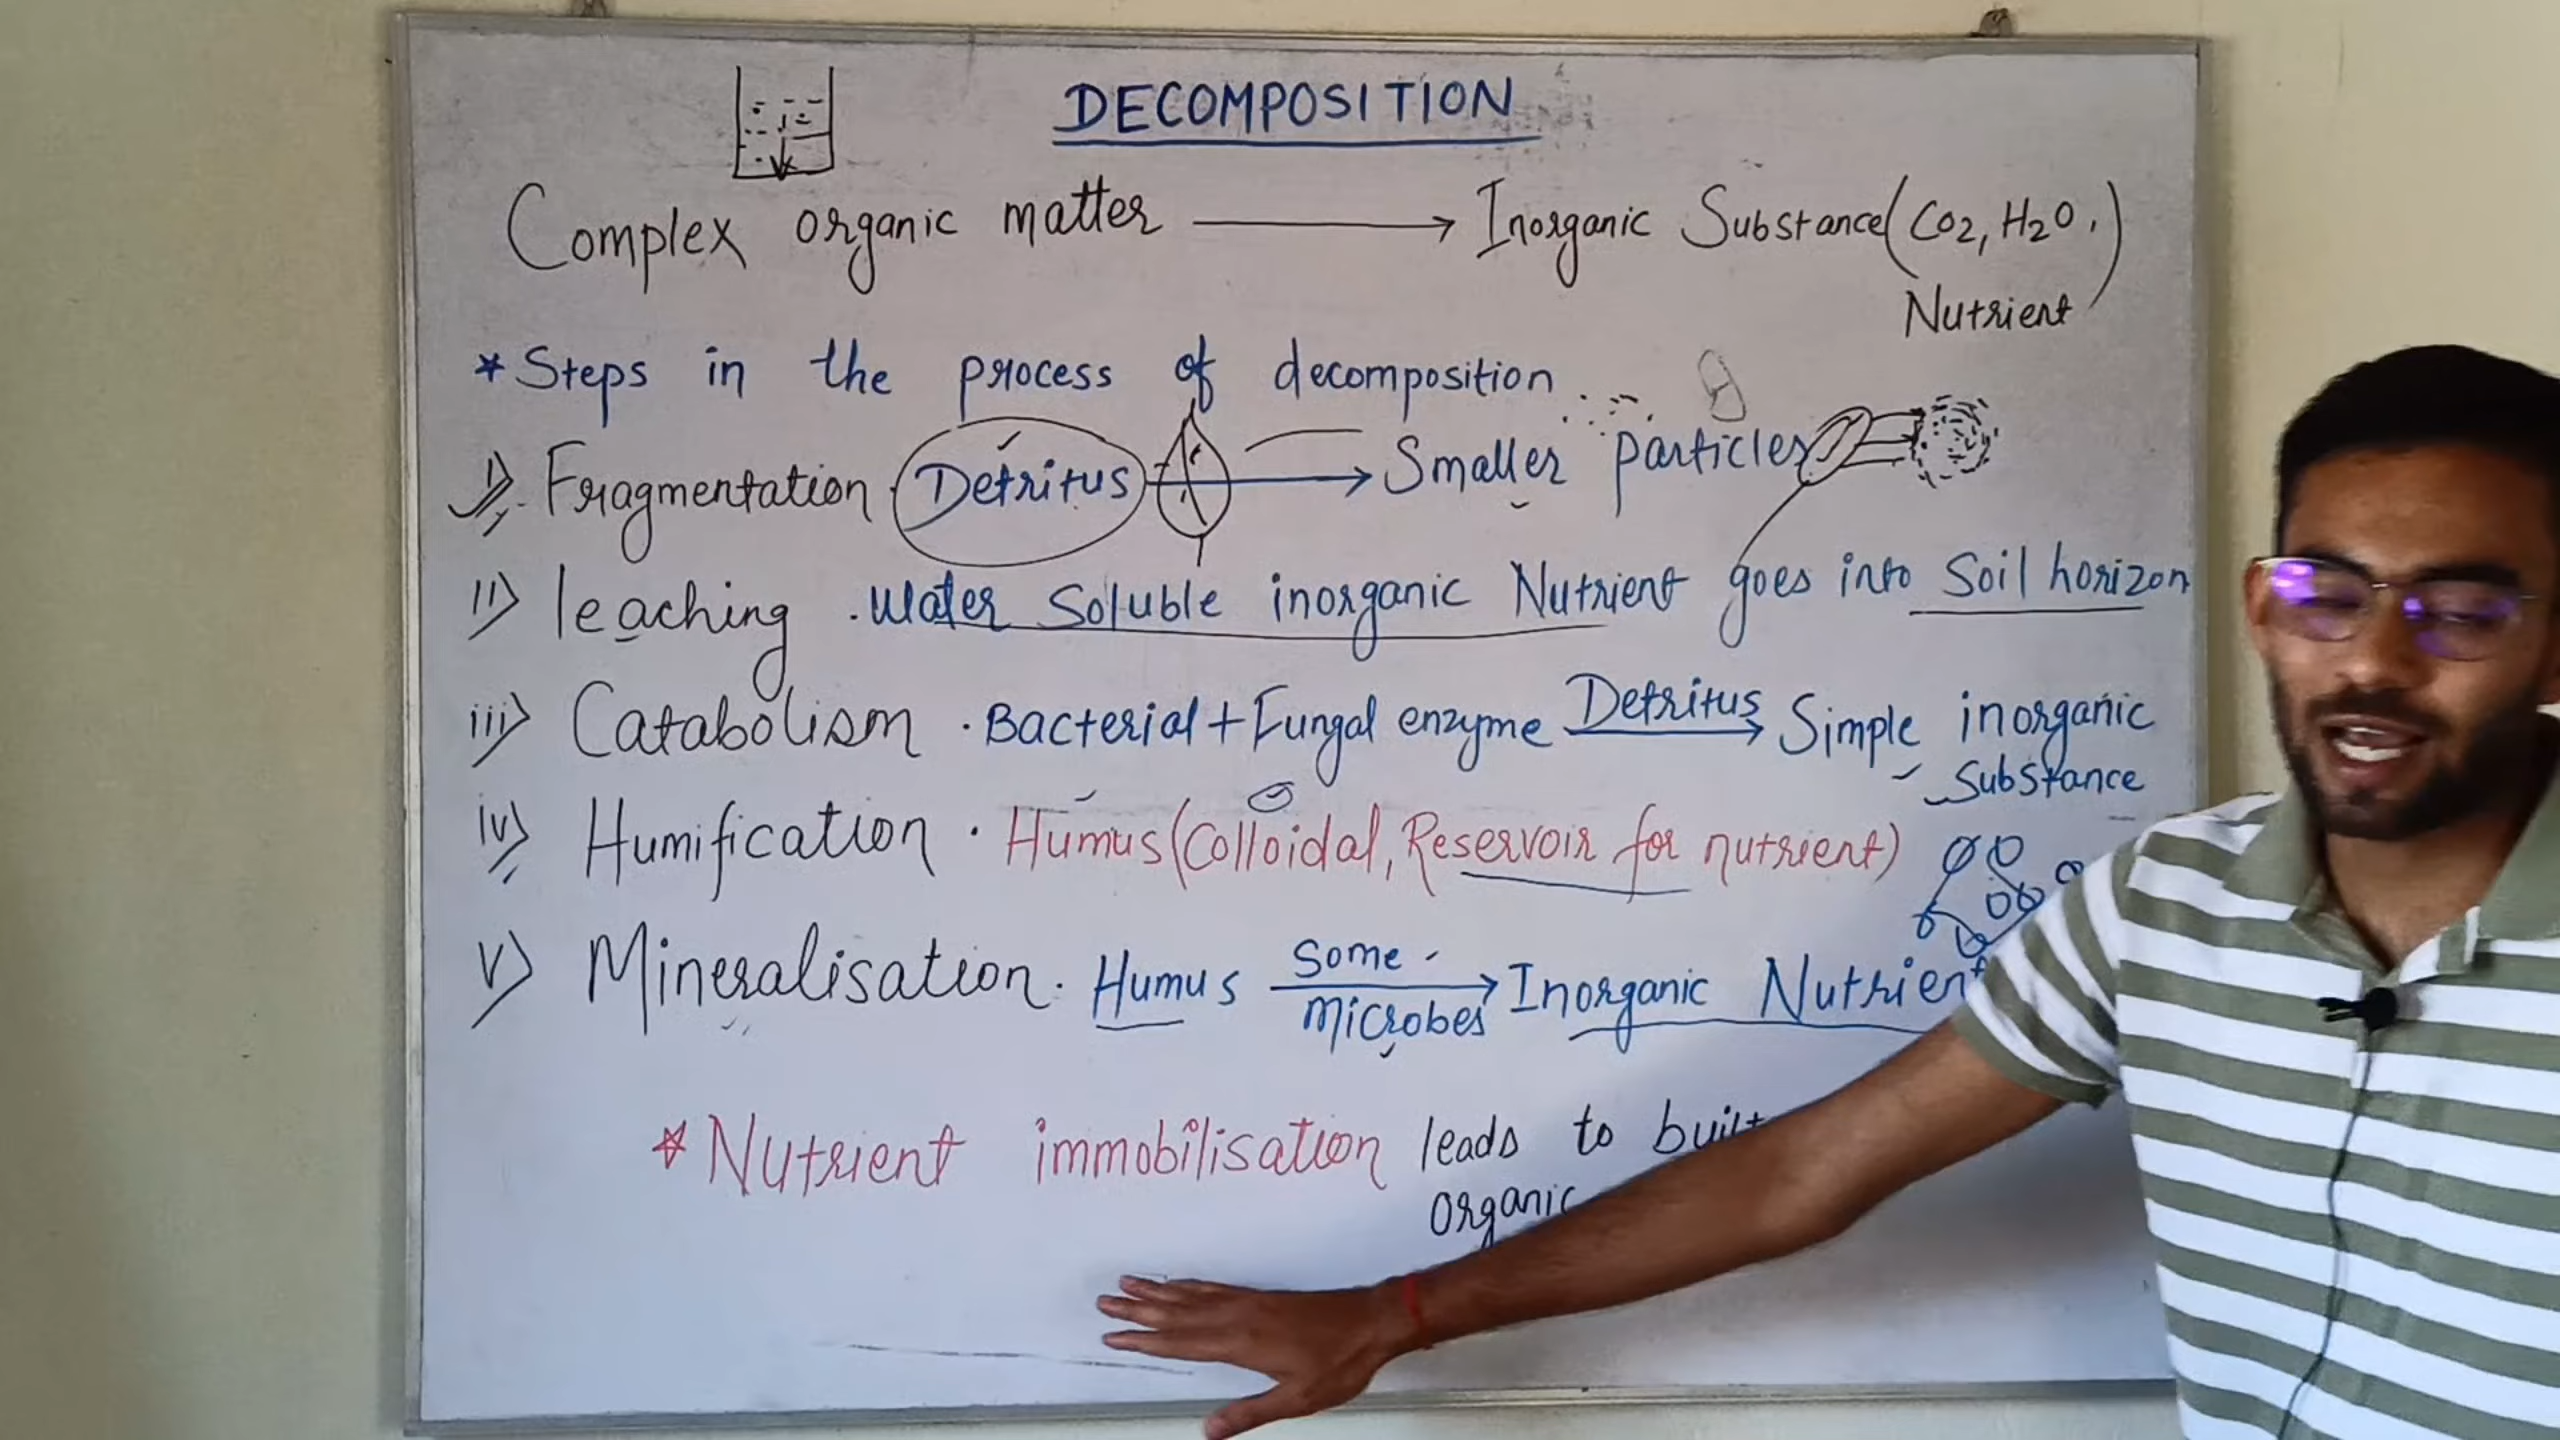 DECOMPOSITION
Complex organic matter → Inorganic Substance (CO2, H2O,
Nutrient)
* Steps in the process of decomposition
i) Fragmentation. Detritus → Smaller particles
ii) leaching. Water Soluble inorganic Nutrient goes into Soil horizon
iii) Catabolism. Bacterial + Fungal enzyme Detritus → Simple inorganic
Substance
iv) Humification. Humus (Colloidal, Reservoir for nutrient)
v) Mineralisation. Humus Some Microbes → Inorganic Nutrient
* Nutrient immobilisation leads to
organic